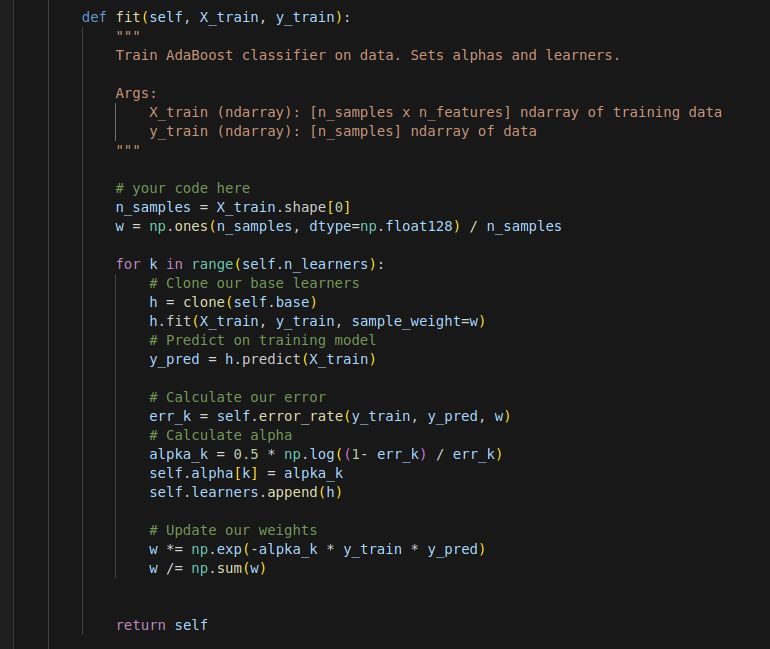 def fit(self, X_train, y_train):
"""
Train AdaBoost classifier on data. Sets alphas and learners.
Args:
X_train (ndarray): [n_samples x n_features] ndarray of training data
y_train (ndarray): [n_samples] ndarray of data
"""
# your code here
n_samples = X_train.shape[0]
w = np.ones(n_samples, dtype=np.float128) / n_samples
for k in range(self.n_learners):
# Clone our base learners
h = clone(self.base)
h.fit(X_train, y_train, sample_weight=w)
# Predict on training model
y_pred = h.predict(X_train)
# Calculate our error
err_k = self.error_rate(y_train, y_pred, w)
# Calculate alpha
alpka_k = 0.5 * np.log((1- err_k) / err_k)
self.alpha[k] = alpka_k
self.learners.append(h)
# Update our weights
w *= np.exp(-alpka_k * y_train * y_pred)
w /= np.sum(w)
return self